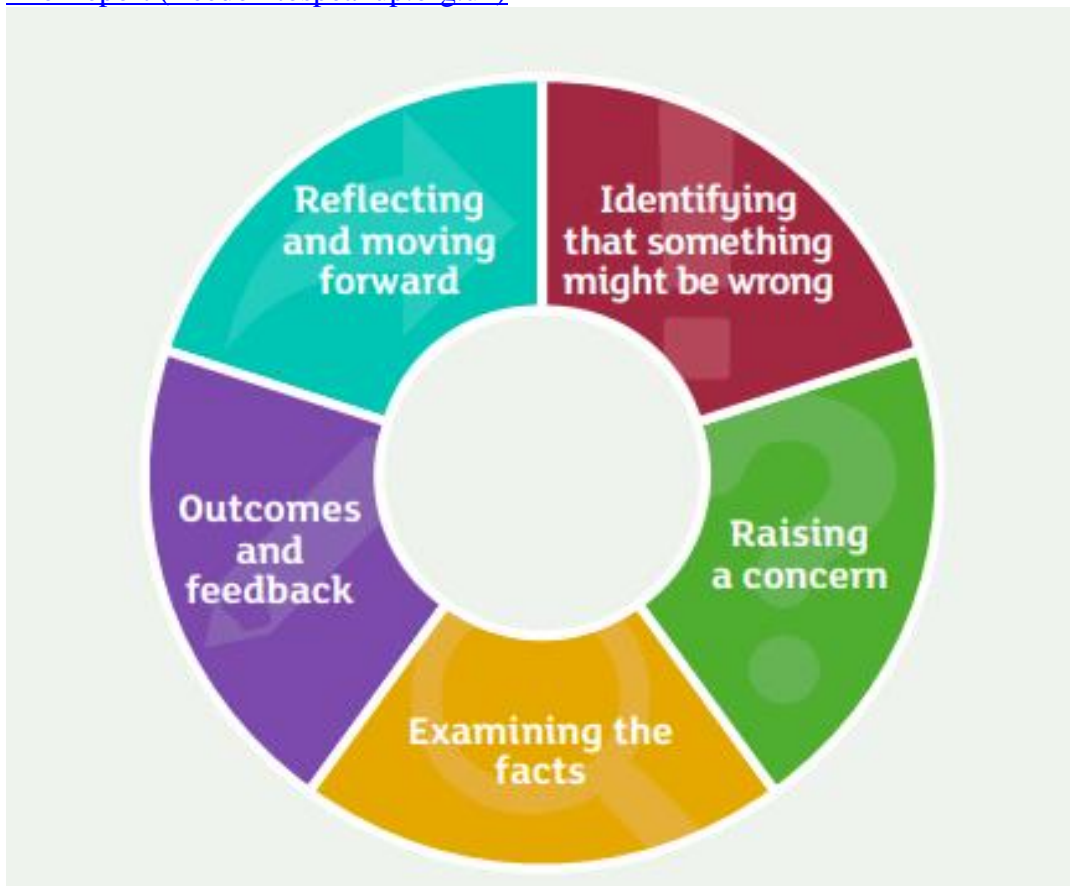 Reflecting
and moving
forward
Identifying
that something
might be wrong
Raising
a concern
Examining the
facts
Outcomes
and
feedback